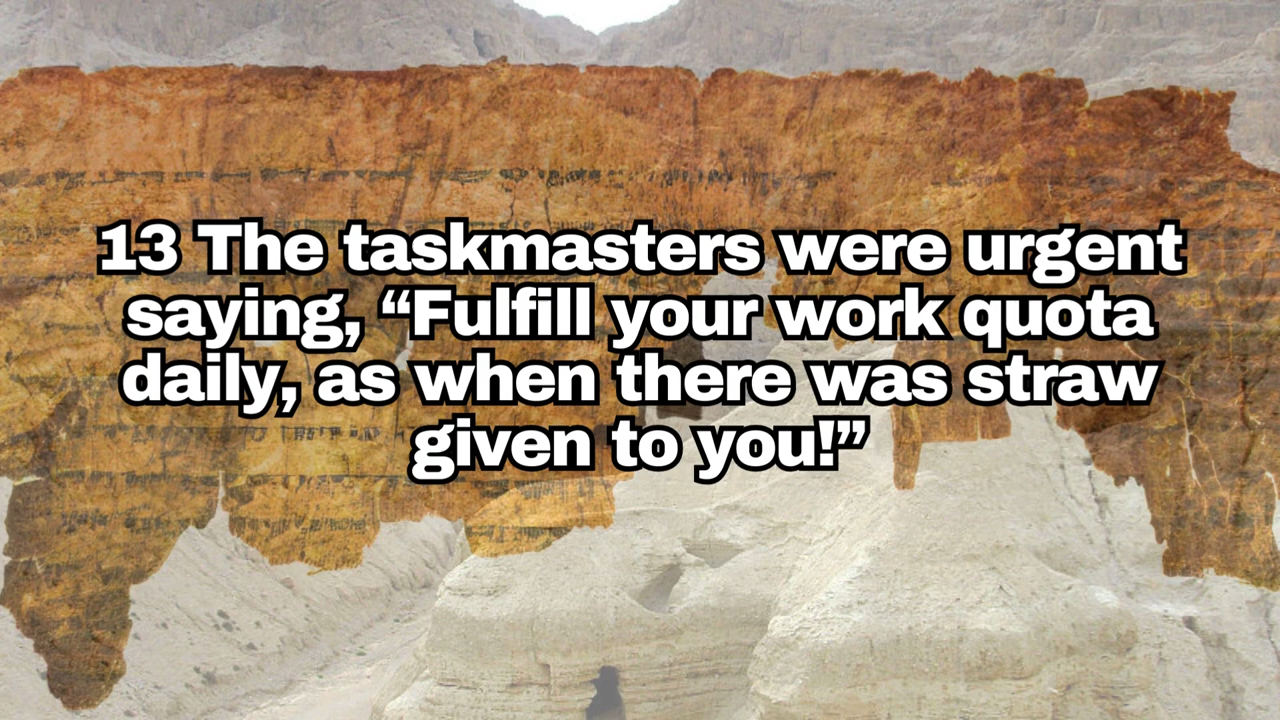 13 The taskmasters were urgent
saying, “Fulfill your work quota
daily, as when there was straw
given to you!”